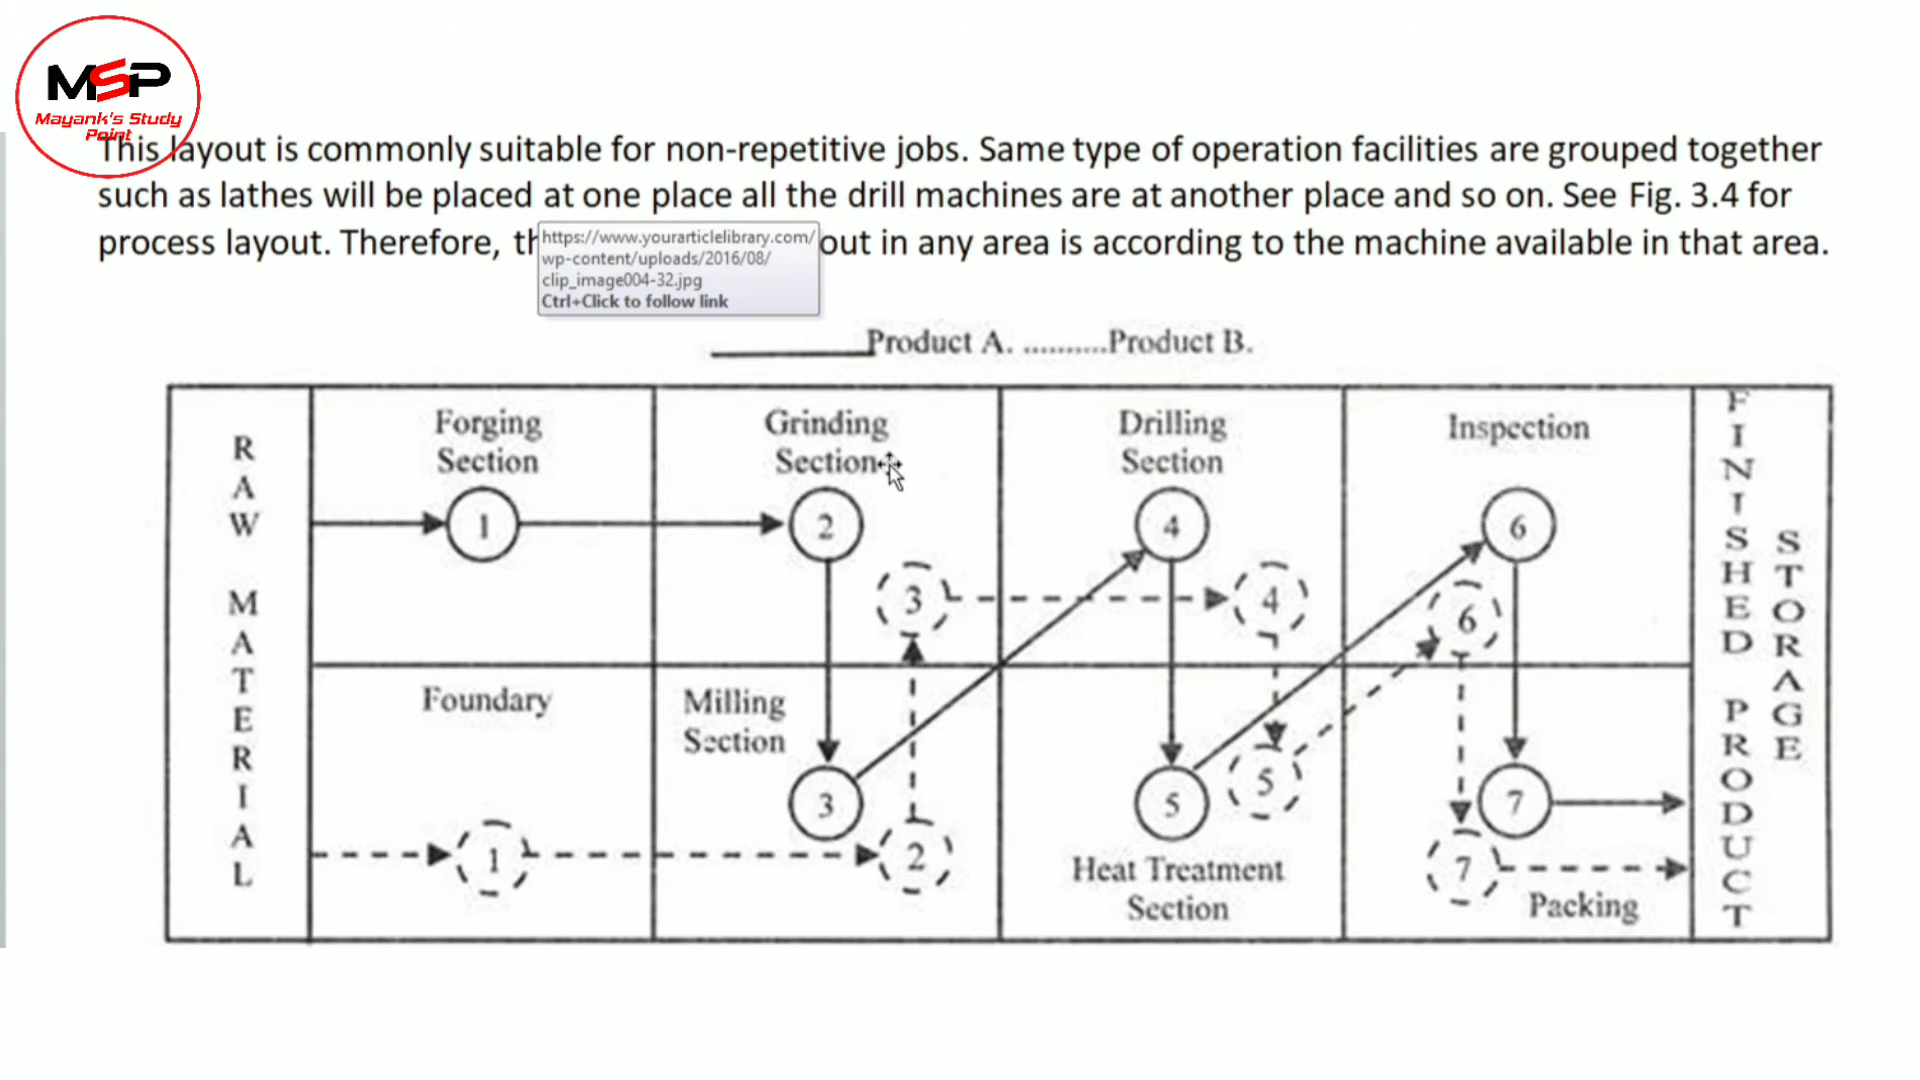 MSP
Mayank's Study
Point
This layout is commonly suitable for non-repetitive jobs. Same type of operation facilities are grouped together
such as lathes will be placed at one place all the drill machines are at another place and so on. See Fig. 3.4 for
process layout. Therefore, out in any area is according to the machine available in that area.
https://www.yourarticlelibrary.com/
wp-content/uploads/2016/08/
clip_image004-32.jpg
Ctrl+Click to follow link
Product A. ..........Product B.
RAW MATERIAL
Forging
Section
1
Grinding
Section
2
3
Drilling
Section
4
4
Inspection
6
6
Foundary
1
Milling
Section
3
2
5
5
Heat Treatment
Section
7
7
Packing
FINISHED PRODUCT
STORAGE